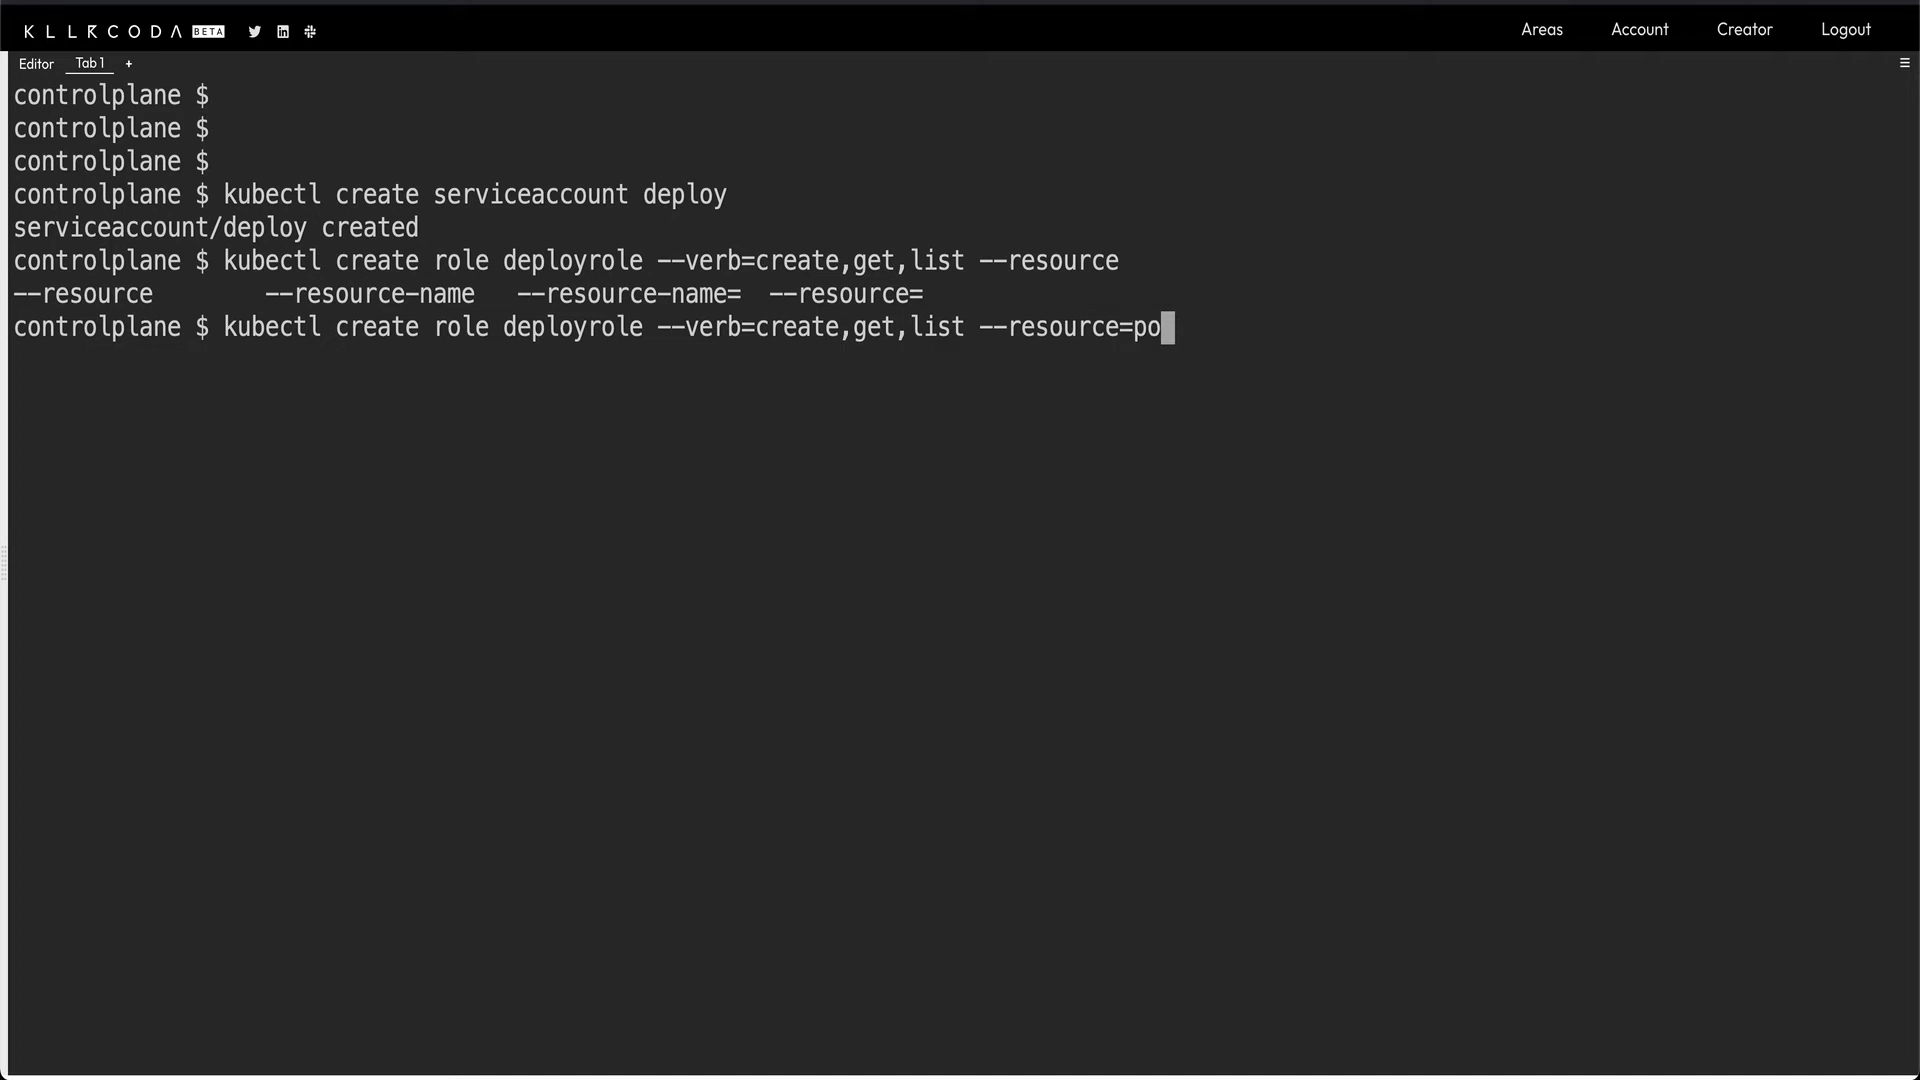 KLLRCODA BETA
Areas Account Creator Logout
Editor Tab 1 +
controlplane $
controlplane $
controlplane $
controlplane $ kubectl create serviceaccount deploy
serviceaccount/deploy created
controlplane $ kubectl create role deployrole --verb=create,get,list --resource
--resource --resource-name --resource-name= --resource=
controlplane $ kubectl create role deployrole --verb=create,get,list --resource=po